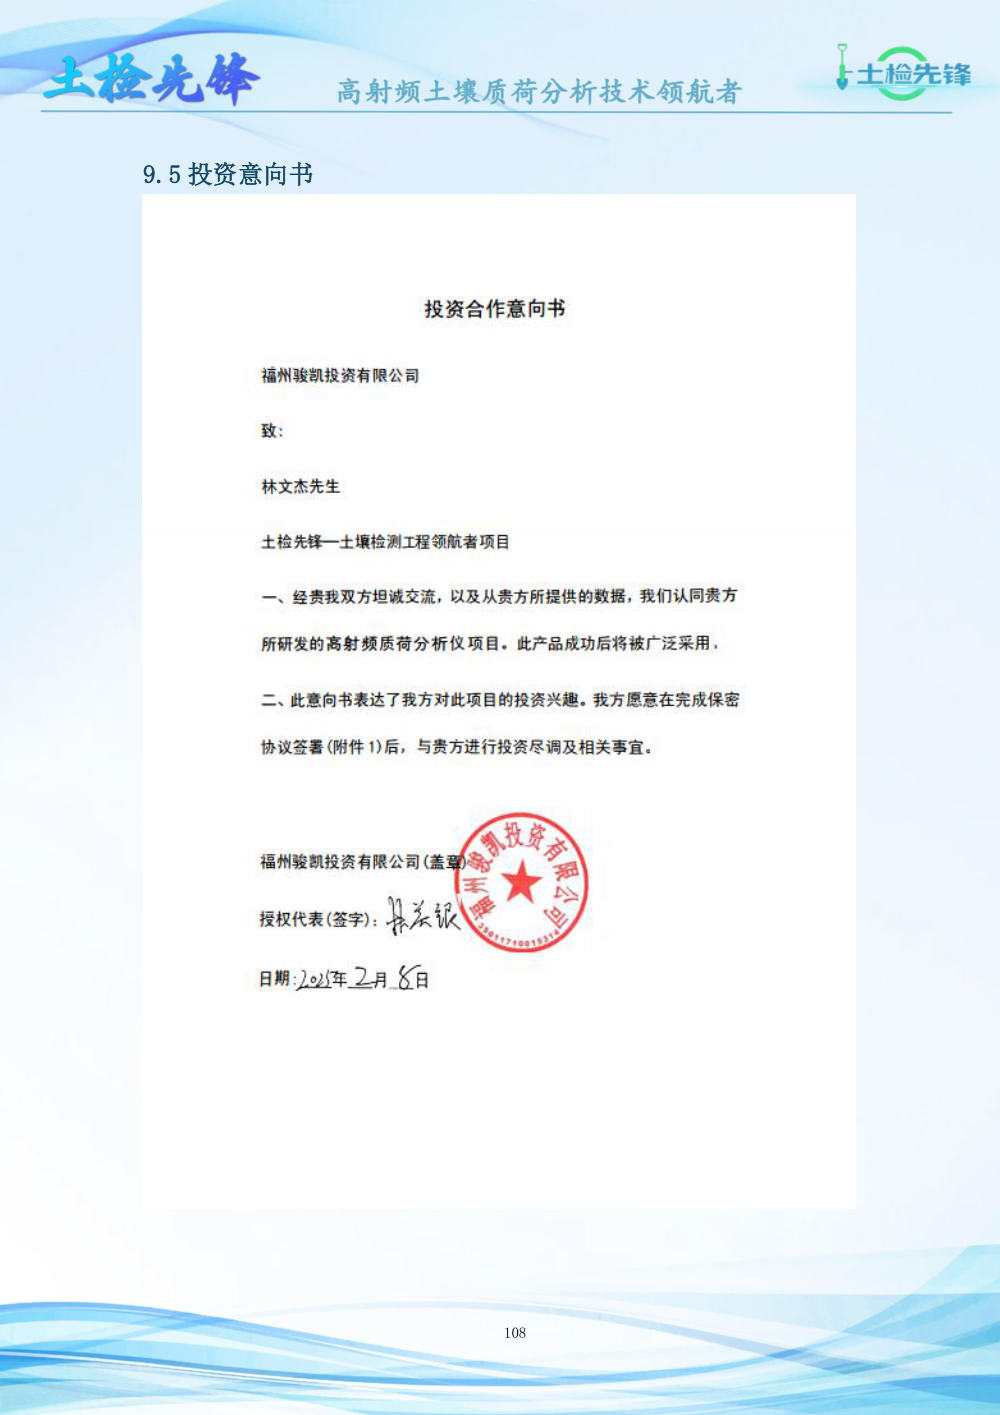 土检先锋
高射频土壤质荷分析技术领航者
土检先锋
9.5 投资意向书
投资合作意向书
福州骏凯投资有限公司
致：
林文杰先生
土检先锋—土壤检测工程领航者项目
一、经贵我双方坦诚交流，以及从贵方所提供的数据，我们认同贵方
所研发的高射频质荷分析仪项目。此产品成功后将被广泛采用，
二、此意向书表达了我方对此项目的投资兴趣。我方愿意在完成保密
协议签署(附件1)后，与贵方进行投资尽调及相关事宜。
福州骏凯投资有限公司(盖章)
福州骏凯投资有限公司
授权代表(签字)：
日期:2025年2月8日
108